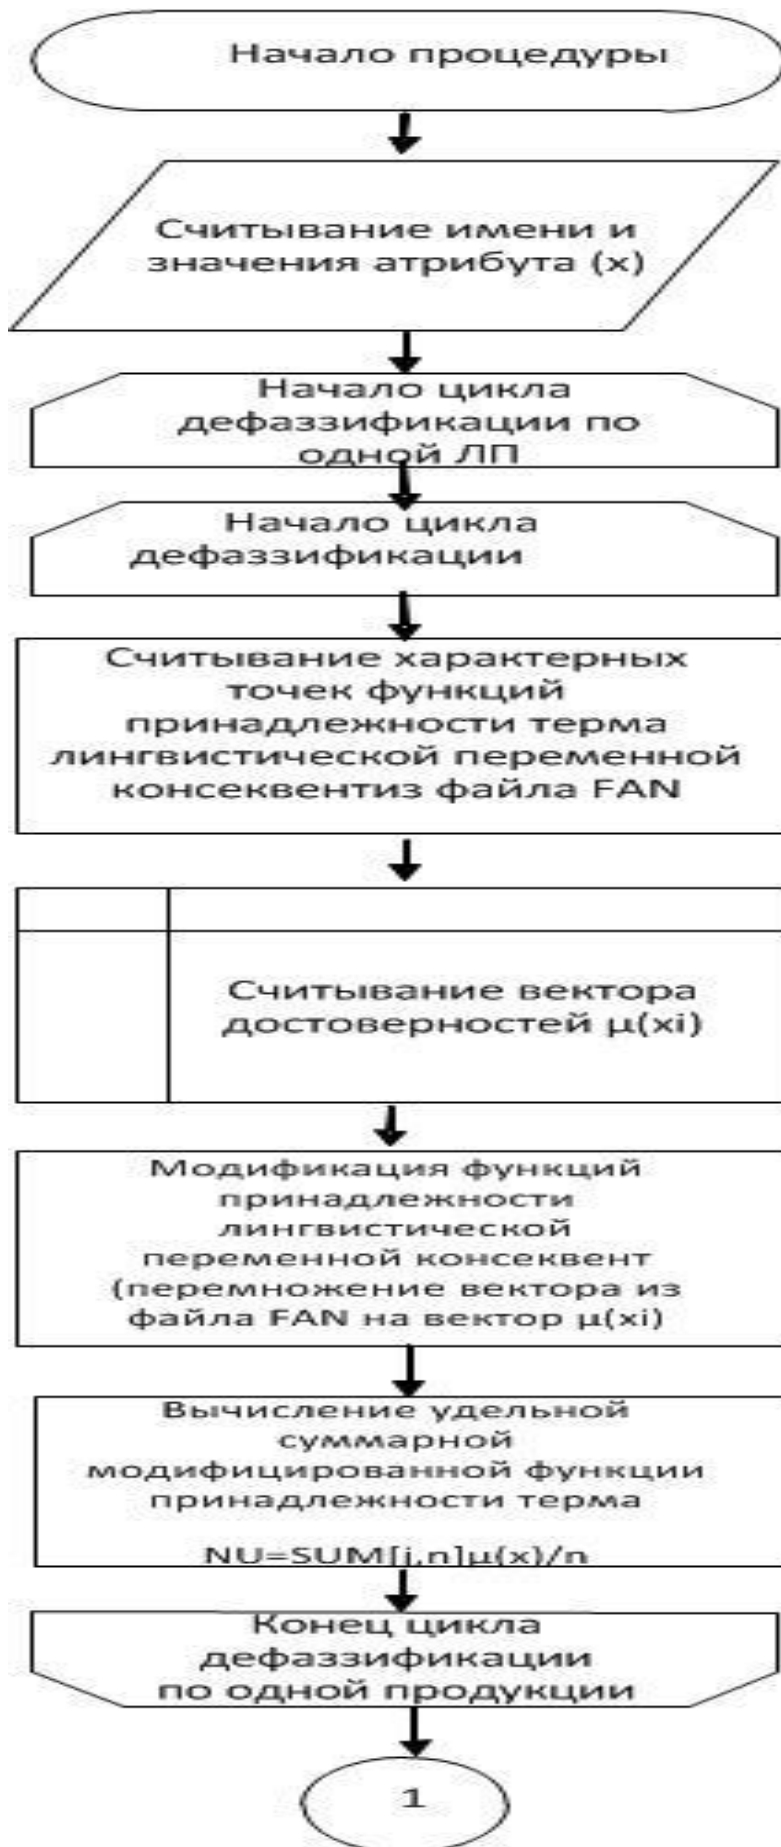 Начало процедуры
Считывание имени и
значения атрибута (x)
Начало цикла
дефаззификации по
одной ЛП
Начало цикла
дефаззификации
Считывание характерных
точек функций
принадлежности терма
лингвистической переменной
консеквентиз файла FAN
Считывание вектора
достоверностей μ(xi)
Модификация функций
принадлежности
лингвистической
переменной консеквент
(перемножение вектора из
файла FAN на вектор μ(xi)
Вычисление удельной
суммарной
модифицированной функции
принадлежности терма
NU=SUM[j,n]μ(x)/n
Конец цикла
дефаззификации
по одной продукции
1